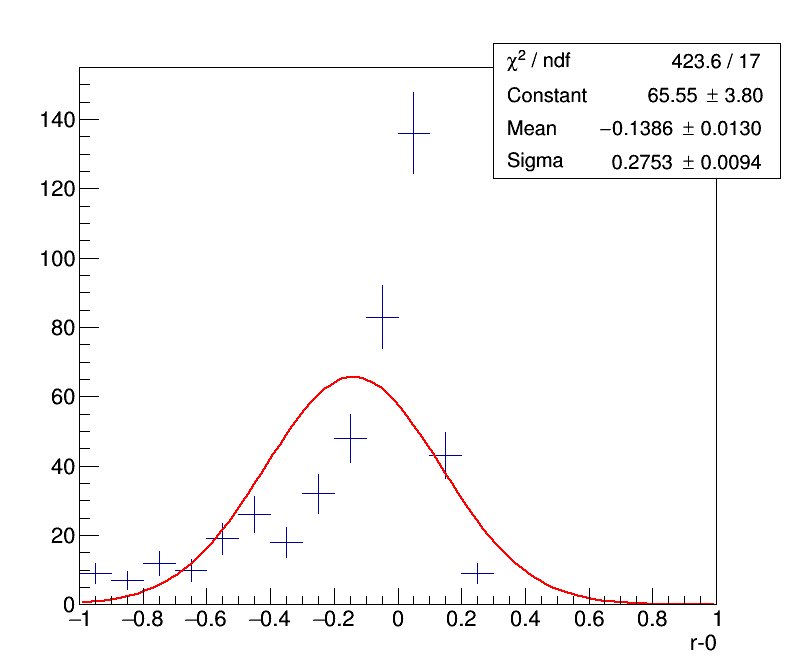 χ² / ndf 423.6 / 17
Constant 65.55 ± 3.80
Mean −0.1386 ± 0.0130
Sigma 0.2753 ± 0.0094
140
120
100
80
60
40
20
0
−1 −0.8 −0.6 −0.4 −0.2 0 0.2 0.4 0.6 0.8 1
r-0